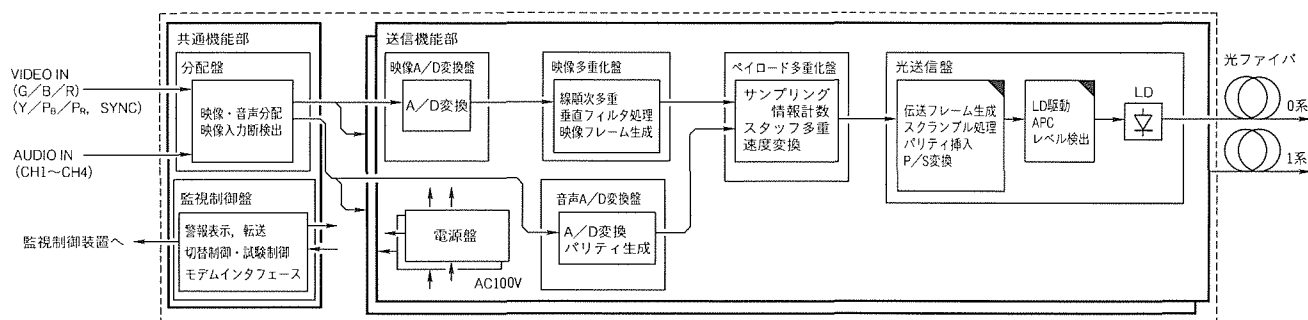 共通機能部
分配盤
VIDEO IN
(G/B/R)
(Y/PB/PR, SYNC)
映像・音声分配
映像入力断検出
AUDIO IN
(CH1~CH4)
監視制御盤
監視制御装置へ
警報表示，転送
切替制御・試験制御
モデムインタフェース
送信機能部
映像A/D変換盤
A/D変換
映像多重化盤
線順次多重
垂直フィルタ処理
映像フレーム生成
音声A/D変換盤
A/D変換
パリティ生成
電源盤
AC100V
ペイロード多重化盤
サンプリング
情報計数
スタッフ多重
速度変換
光送信盤
伝送フレーム生成
スクランブル処理
パリティ挿入
P/S変換
LD駆動
APC
レベル検出
LD
光ファイバ
0系
1系